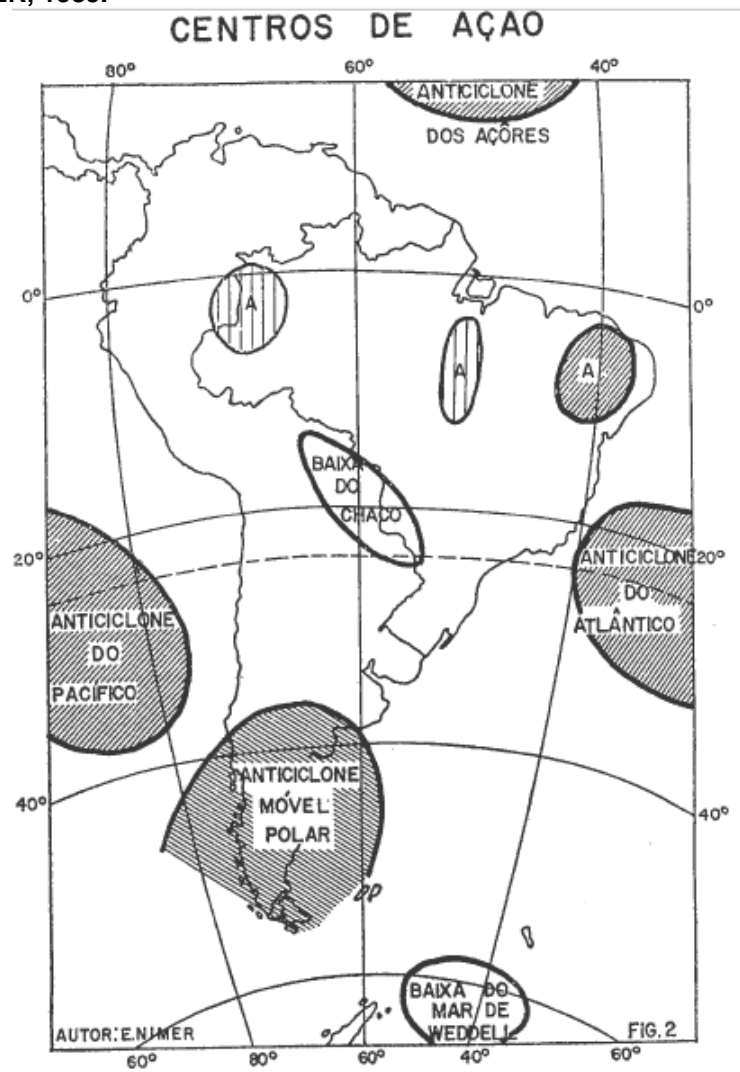 ER, 1989.
CENTROS DE AÇÃO
80° 60° 40°
ANTICICLONE
DOS AÇÔRES
0° A 0°
A A
BAIXA
DO
CHACO
20° ANTICICLONE 20°
DO
ATLÂNTICO
ANTICICLONE
DO
PACÍFICO
ANTICICLONE
MÓVEL
POLAR
40° 40°
BAIXA DO
MAR DE
WEDDELL
AUTOR: E.NIMER FIG. 2
60° 80° 60° 40° 60°